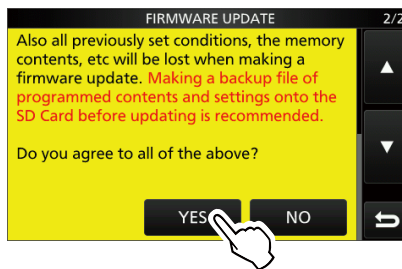 FIRMWARE UPDATE 2/2
Also all previously set conditions, the memory
contents, etc will be lost when making a
firmware update. Making a backup file of
programmed contents and settings onto the
SD Card before updating is recommended.
Do you agree to all of the above?
YES NO